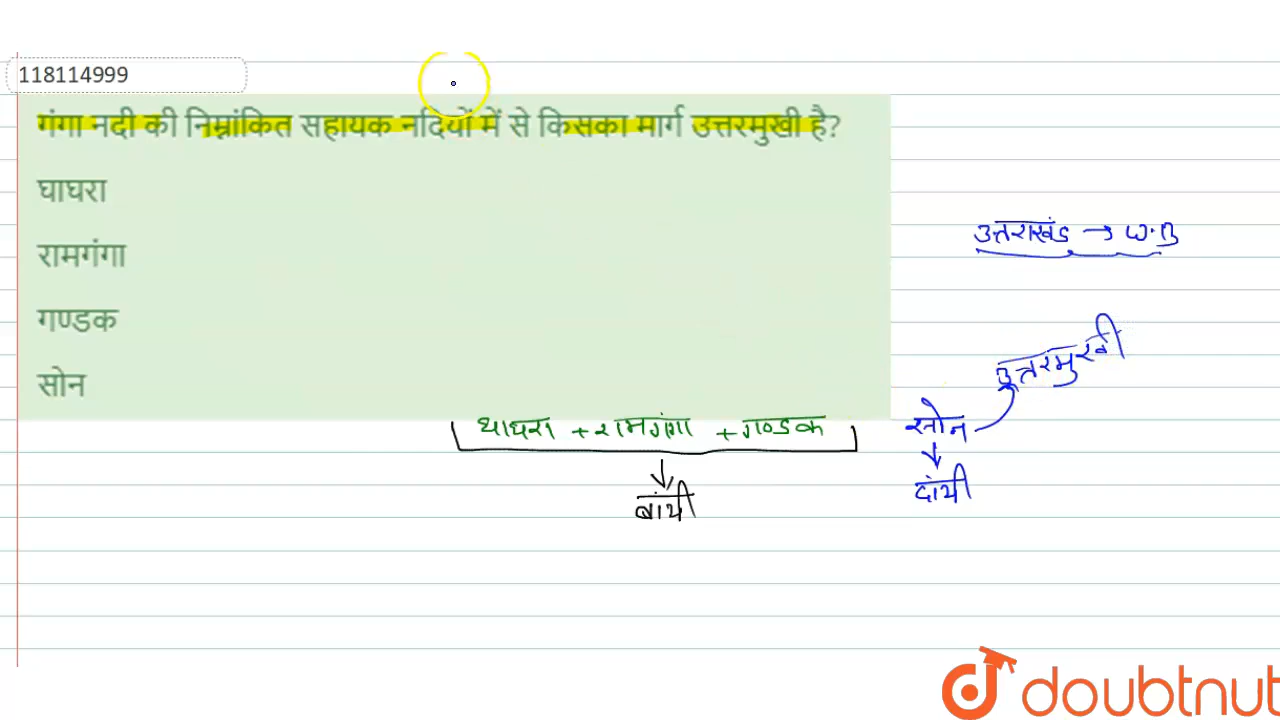 118114999
गंगा नदी की निम्नांकित सहायक नदियों में से किसका मार्ग उत्तरमुखी है?
घाघरा
रामगंगा
गण्डक
सोन
उत्तराखंड → W.B
उत्तरमुखी
घाघरा + रामगंगा + गण्डक
सोन
↓
↓
बांयी
दांयी
doubtnut